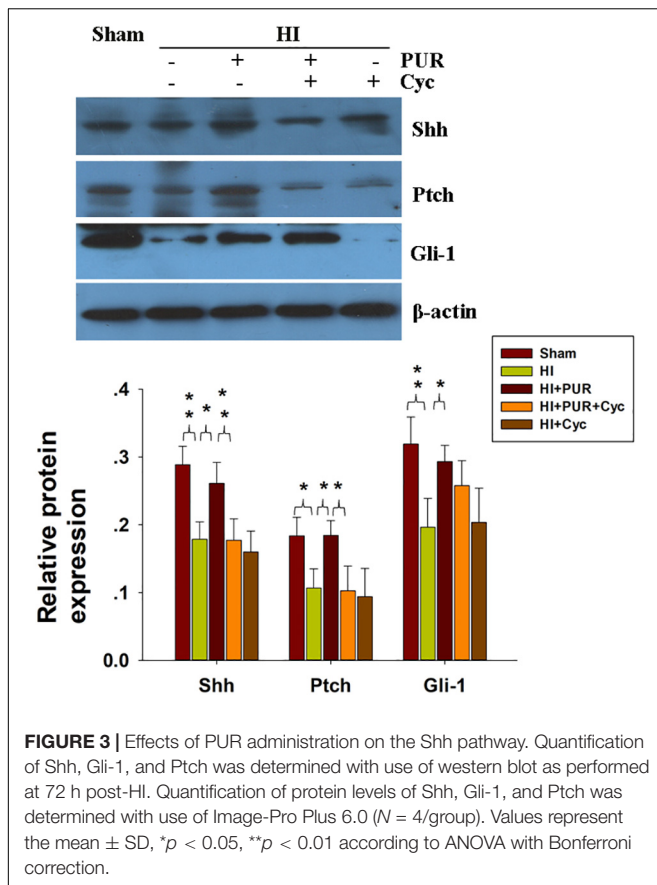 Sham HI
- + + - PUR
- - + + Cyc
Shh
Ptch
Gli-1
β-actin
Sham
HI
HI+PUR
HI+PUR+Cyc
HI+Cyc
Relative protein
expression
.4
.3
.2
.1
0.0
** * **
* * *
** *
Shh Ptch Gli-1
FIGURE 3 | Effects of PUR administration on the Shh pathway. Quantification
of Shh, Gli-1, and Ptch was determined with use of western blot as performed
at 72 h post-HI. Quantification of protein levels of Shh, Gli-1, and Ptch was
determined with use of Image-Pro Plus 6.0 (N = 4/group). Values represent
the mean ± SD, *p < 0.05, **p < 0.01 according to ANOVA with Bonferroni
correction.